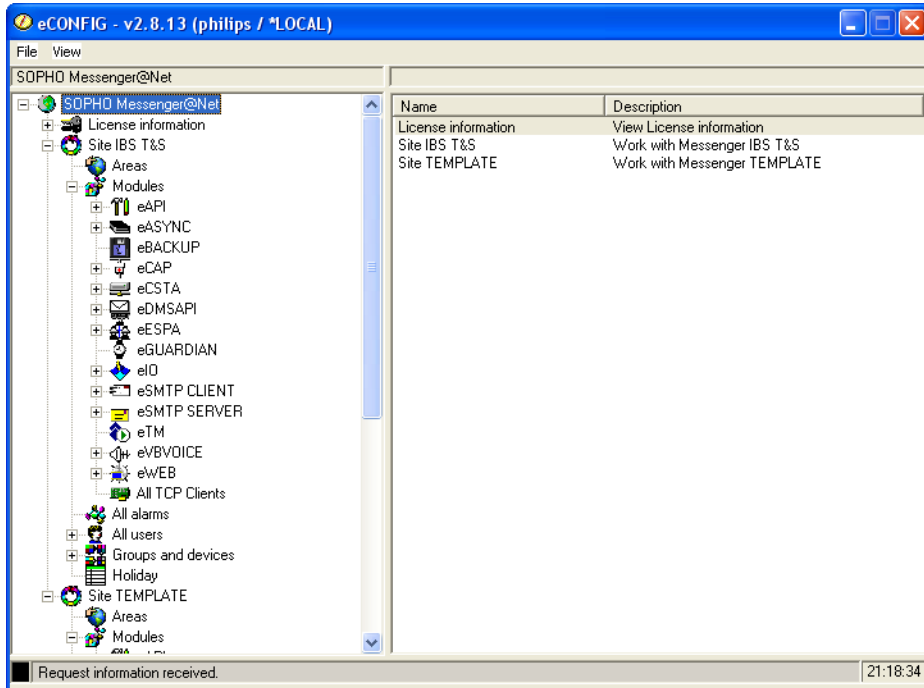 eCONFIG - v2.8.13 (philips / *LOCAL)
File View
SOPHO Messenger@Net
SOPHO Messenger@Net
License information
Site IBS T&S
Areas
Modules
eAPI
eASYNC
eBACKUP
eCAP
eCSTA
eDMSAPI
eESPA
eGUARDIAN
eIO
eSMTP CLIENT
eSMTP SERVER
eTM
eVBVOICE
eWEB
All TCP Clients
All alarms
All users
Groups and devices
Holiday
Site TEMPLATE
Areas
Modules
Name Description
License information View License information
Site IBS T&S Work with Messenger IBS T&S
Site TEMPLATE Work with Messenger TEMPLATE
Request information received. 21:18:34